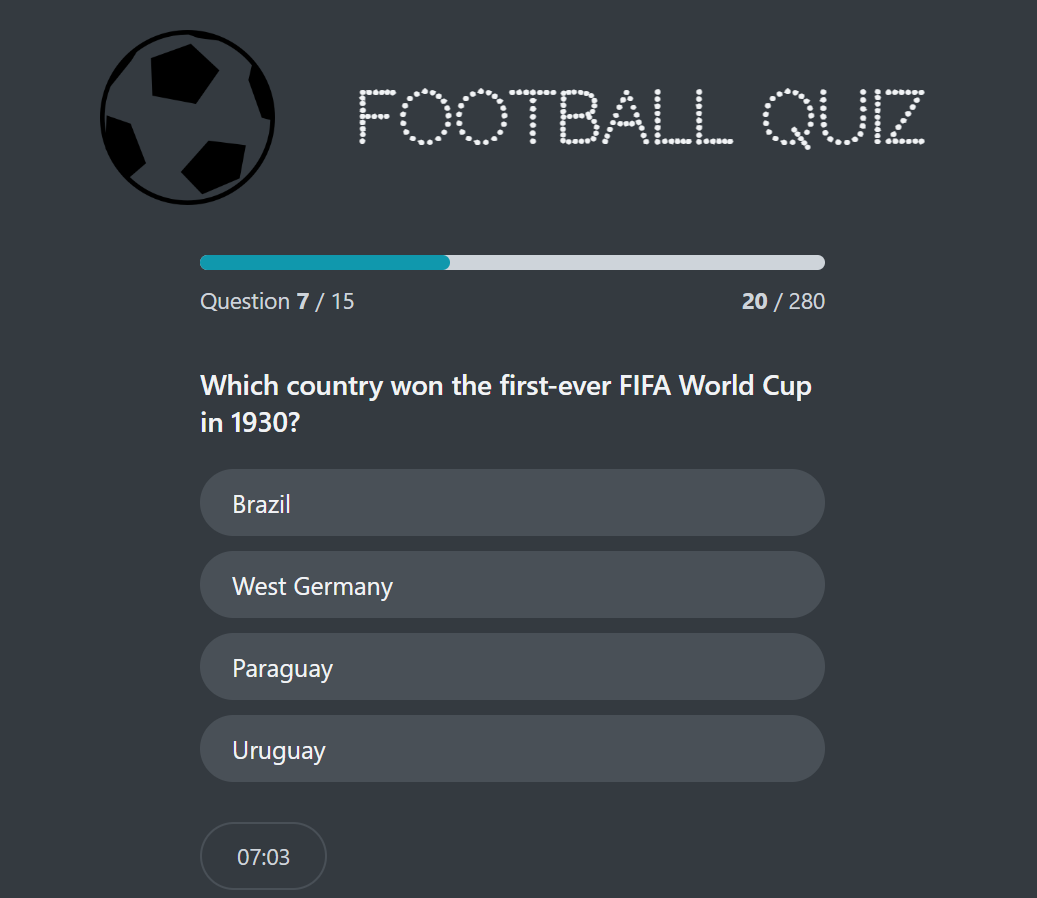 FOOTBALL QUIZ
Question 7 / 15
20 / 280
Which country won the first-ever FIFA World Cup
in 1930?
Brazil
West Germany
Paraguay
Uruguay
07:03